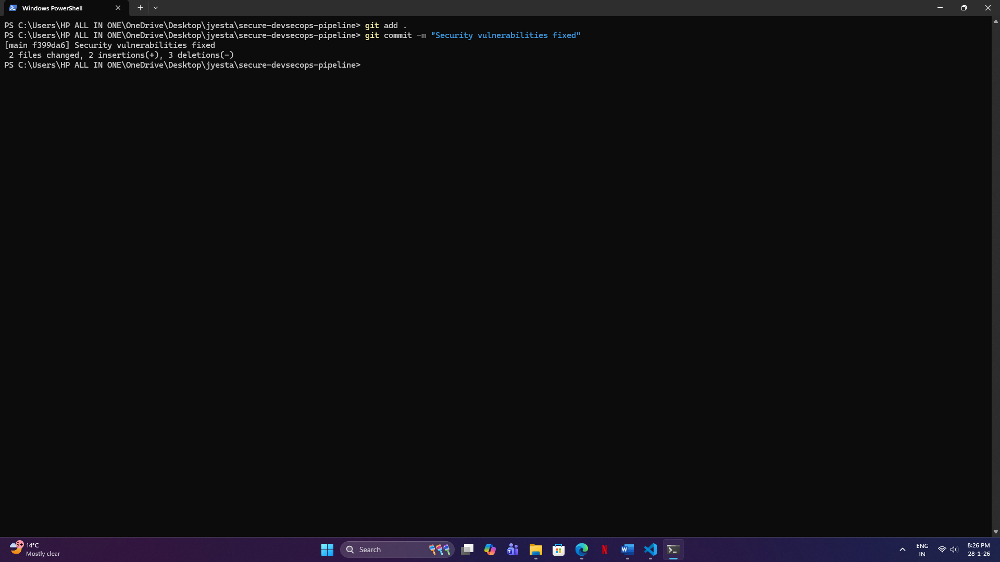 Windows PowerShell
PS C:\Users\HP ALL IN ONE\OneDrive\Desktop\jyesta\secure-devsecops-pipeline> git add .
PS C:\Users\HP ALL IN ONE\OneDrive\Desktop\jyesta\secure-devsecops-pipeline> git commit -m "Security vulnerabilities fixed"
[main f399da6] Security vulnerabilities fixed
 2 files changed, 2 insertions(+), 3 deletions(-)
PS C:\Users\HP ALL IN ONE\OneDrive\Desktop\jyesta\secure-devsecops-pipeline>
9+
14°C
Mostly clear
Search
ENG
IN
8:26 PM
28-1-26